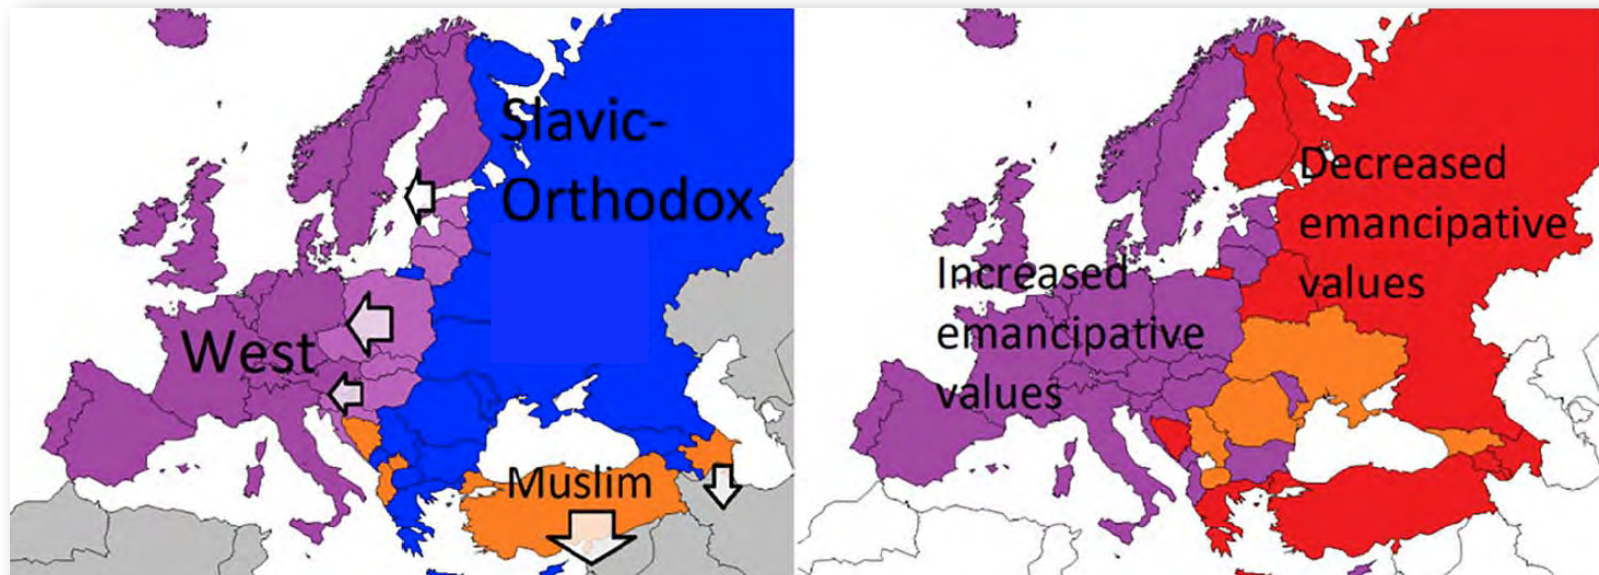 Slavic-
Orthodox
West
Muslim
Increased
emancipative
values
Decreased
emancipative
values